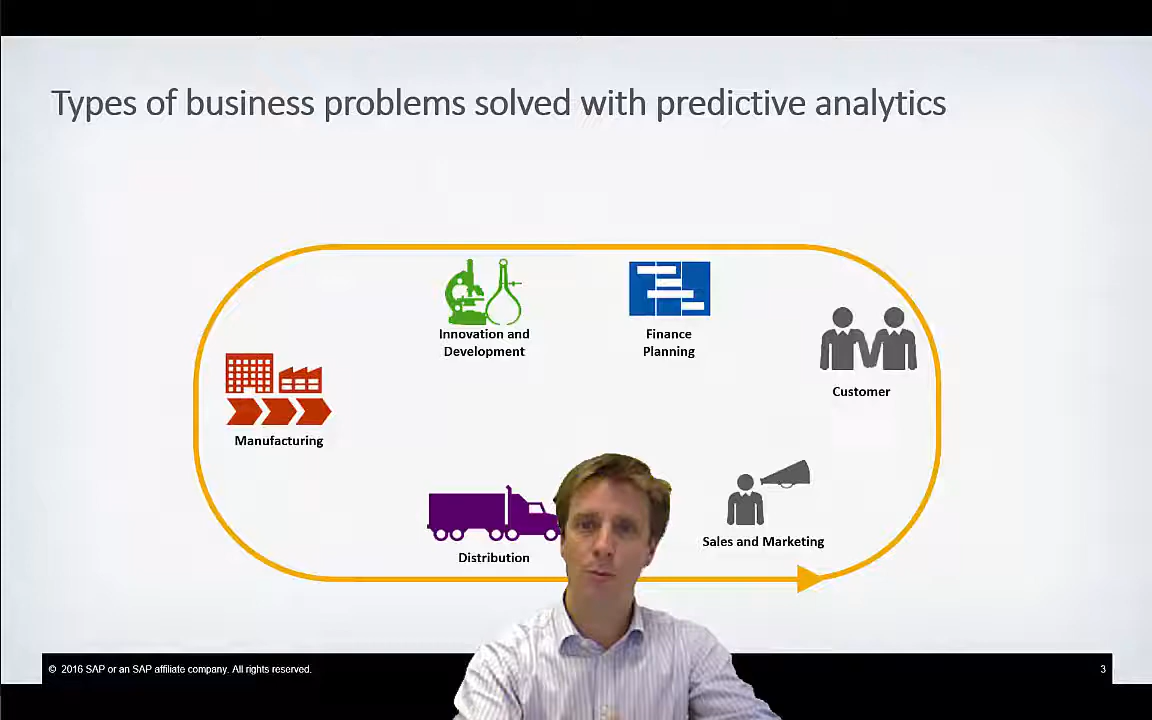 Types of business problems solved with predictive analytics
Innovation and
Development
Finance
Planning
Customer
Manufacturing
Sales and Marketing
Distribution
© 2016 SAP or an SAP affiliate company. All rights reserved.
3